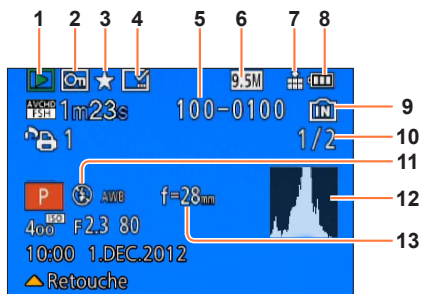 1 2 3 4 5 6 7 8
9.5M
AVCHD FSH 1m23s 100-0100 IN 9
1 1/2 10
11
P AWB f=28mm 12
400 ISO F2.3 80 13
10:00 1.DEC.2012
Retouche